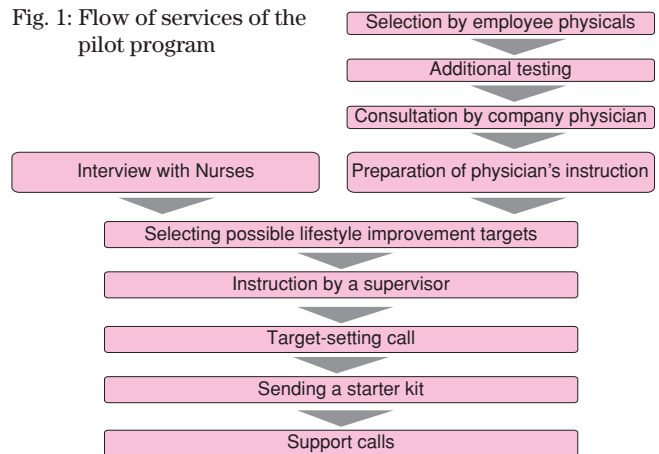 Fig. 1: Flow of services of the
pilot program
Selection by employee physicals
Additional testing
Consultation by company physician
Interview with Nurses
Preparation of physician's instruction
Selecting possible lifestyle improvement targets
Instruction by a supervisor
Target-setting call
Sending a starter kit
Support calls